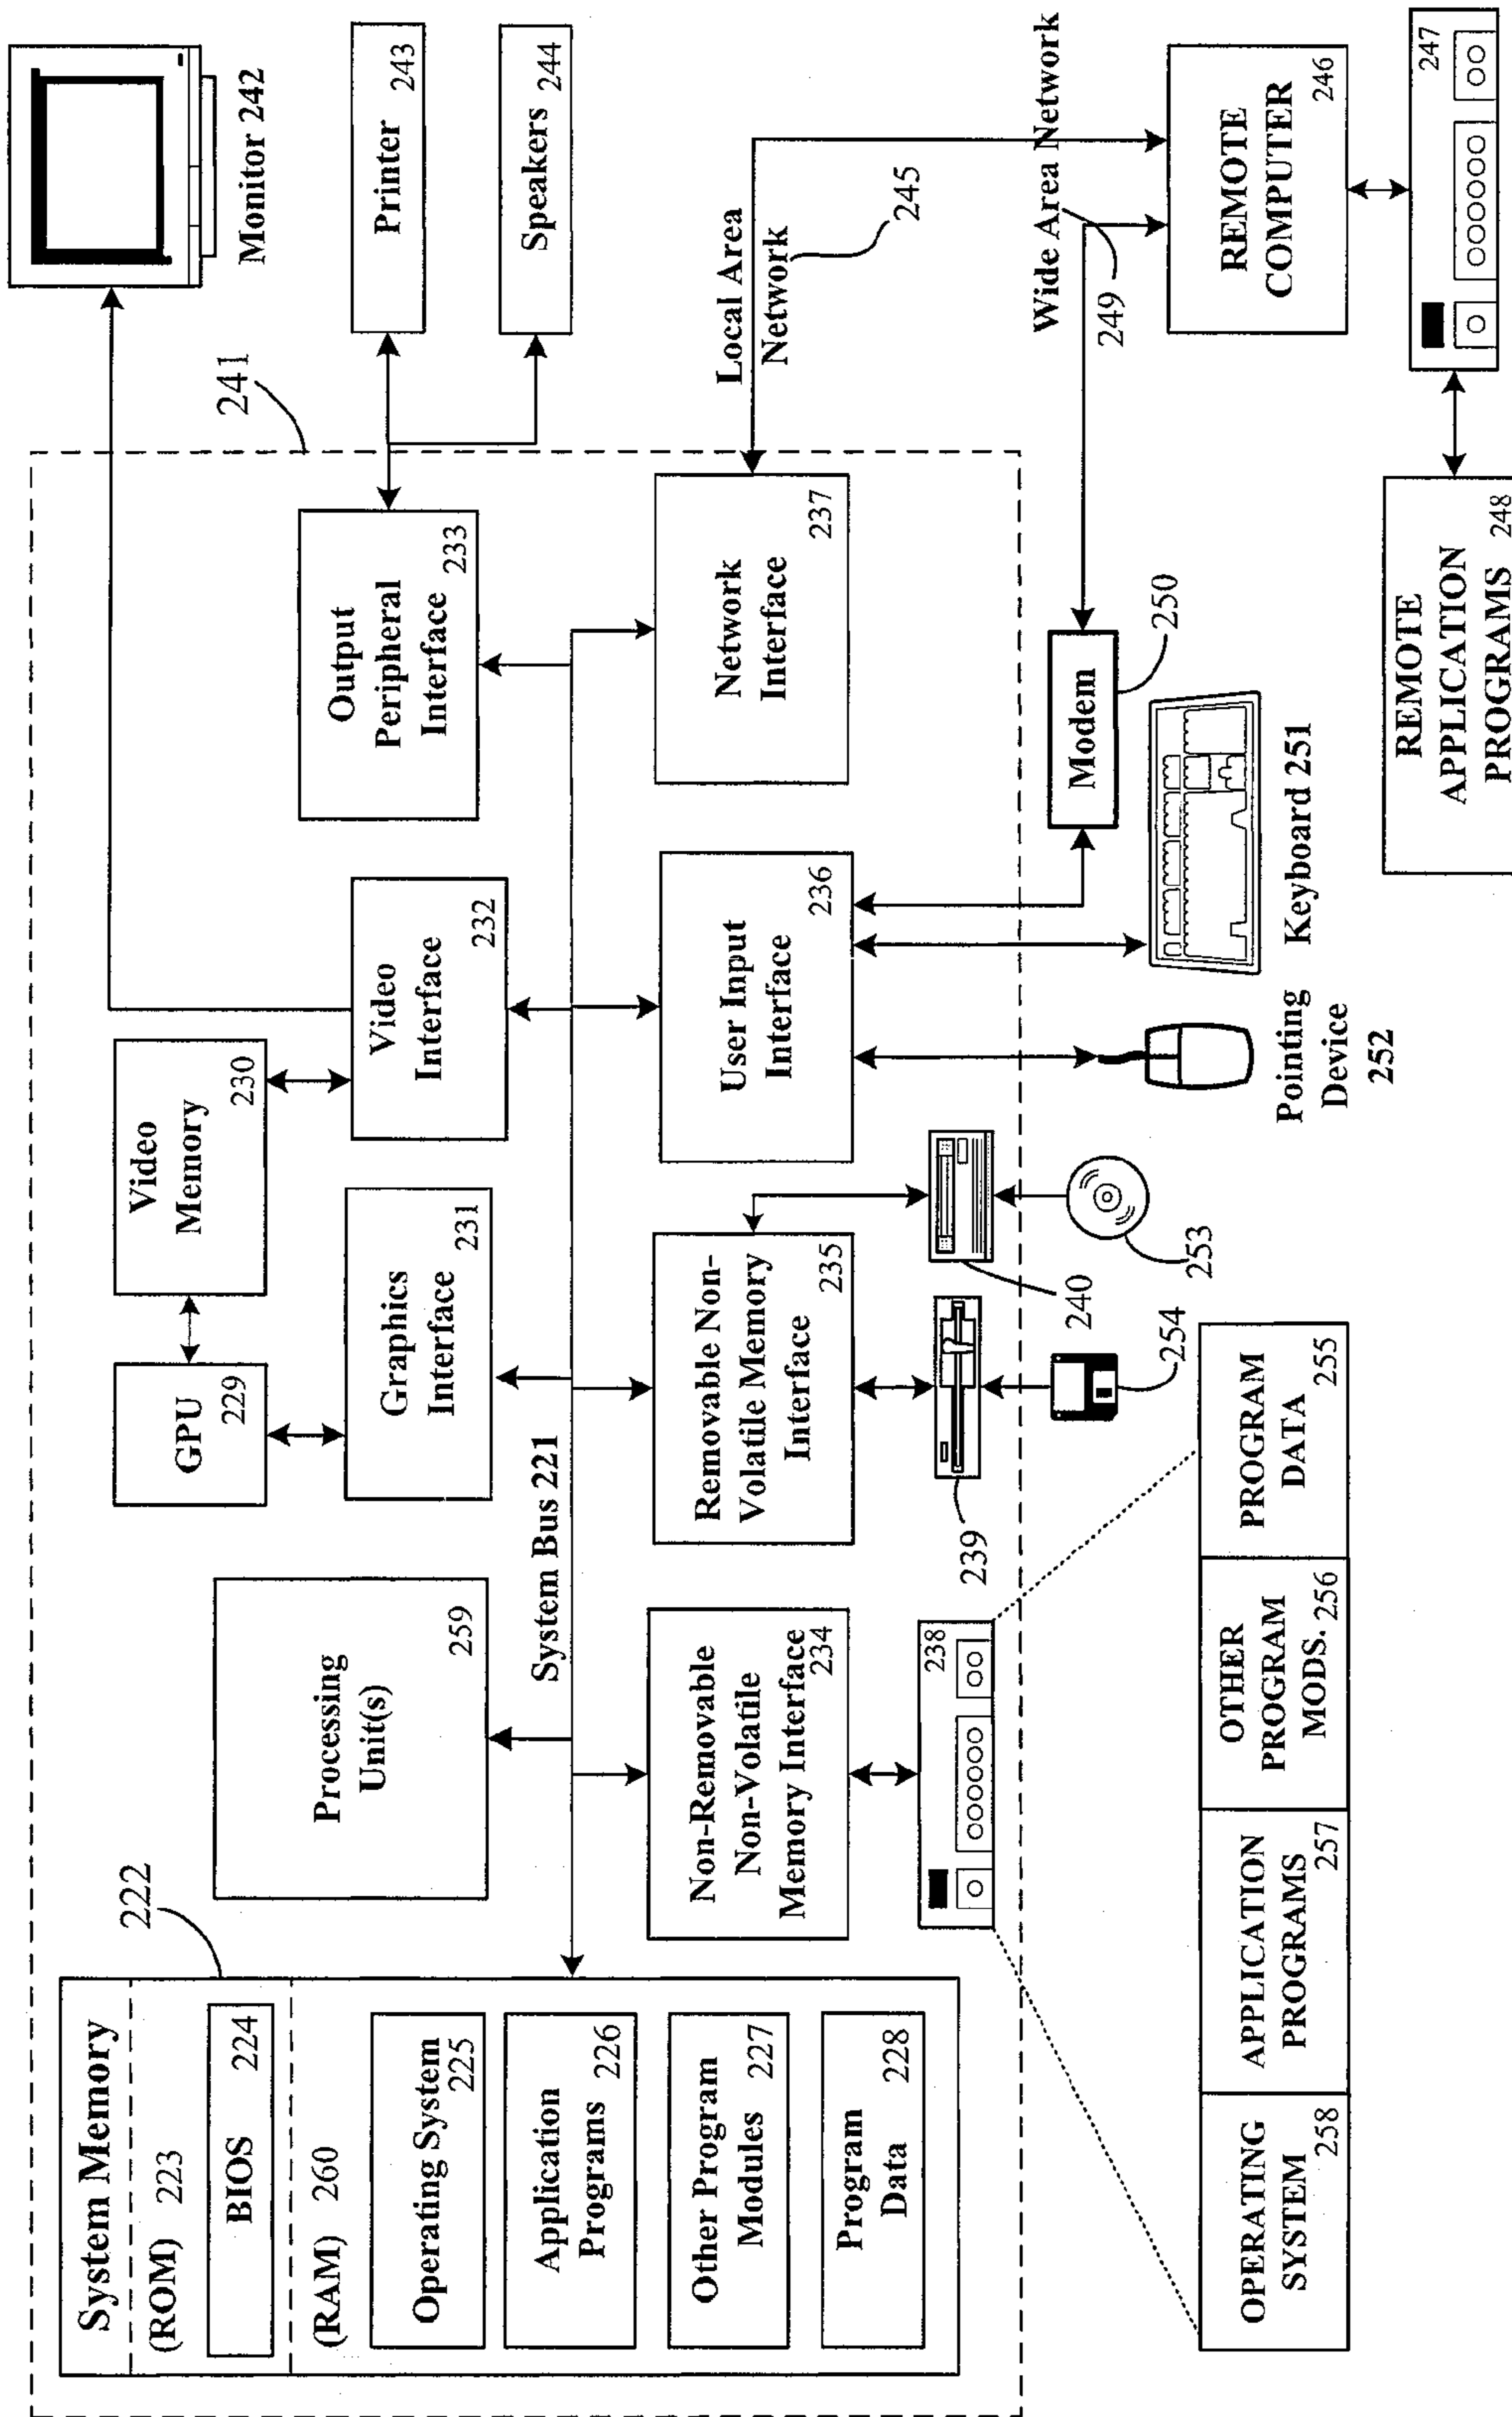 System Memory
(ROM) 223
BIOS 224
(RAM) 260
Operating System
225
Application
Programs 226
Other Program
Modules 227
Program
Data 228
222
Processing
Unit(s)
259
GPU
229
Video
Memory
230
Graphics
Interface
231
Video
Interface
232
Output
Peripheral
Interface 233
241
Monitor 242
Printer 243
Speakers 244
System Bus 221
Non-Removable
Non-Volatile
Memory Interface
234
Removable Non-
Volatile Memory
Interface
235
User Input
Interface
236
Network
Interface
237
Local Area
Network
245
238
239
240
254
253
Pointing
Device
252
Keyboard 251
Modem
250
Wide Area Network
249
REMOTE
COMPUTER
246
247
REMOTE
APPLICATION
PROGRAMS 248
OPERATING
SYSTEM
258
APPLICATION
PROGRAMS
257
OTHER
PROGRAM
MODS. 256
PROGRAM
DATA
255